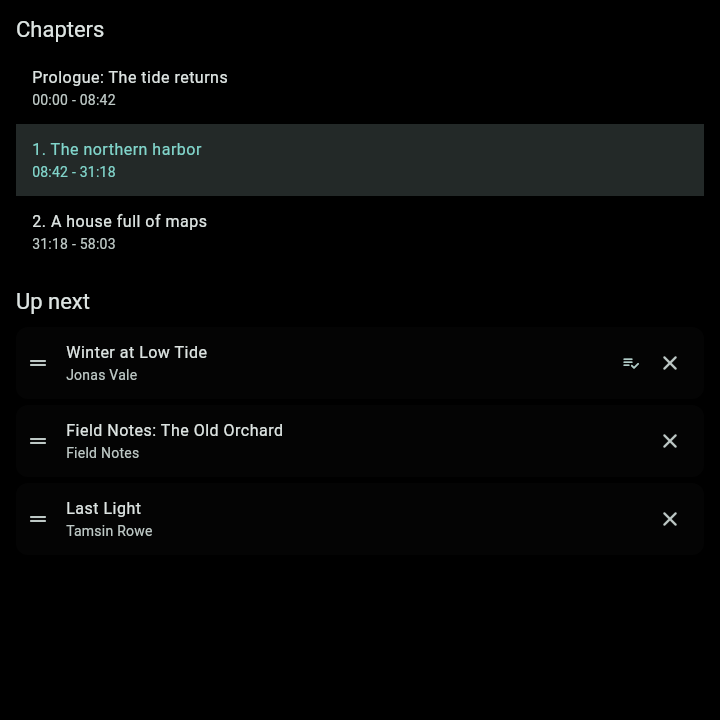 Chapters
Prologue: The tide returns
00:00 - 08:42
1. The northern harbor
08:42 - 31:18
2. A house full of maps
31:18 - 58:03
Up next
Winter at Low Tide
Jonas Vale
Field Notes: The Old Orchard
Field Notes
Last Light
Tamsin Rowe